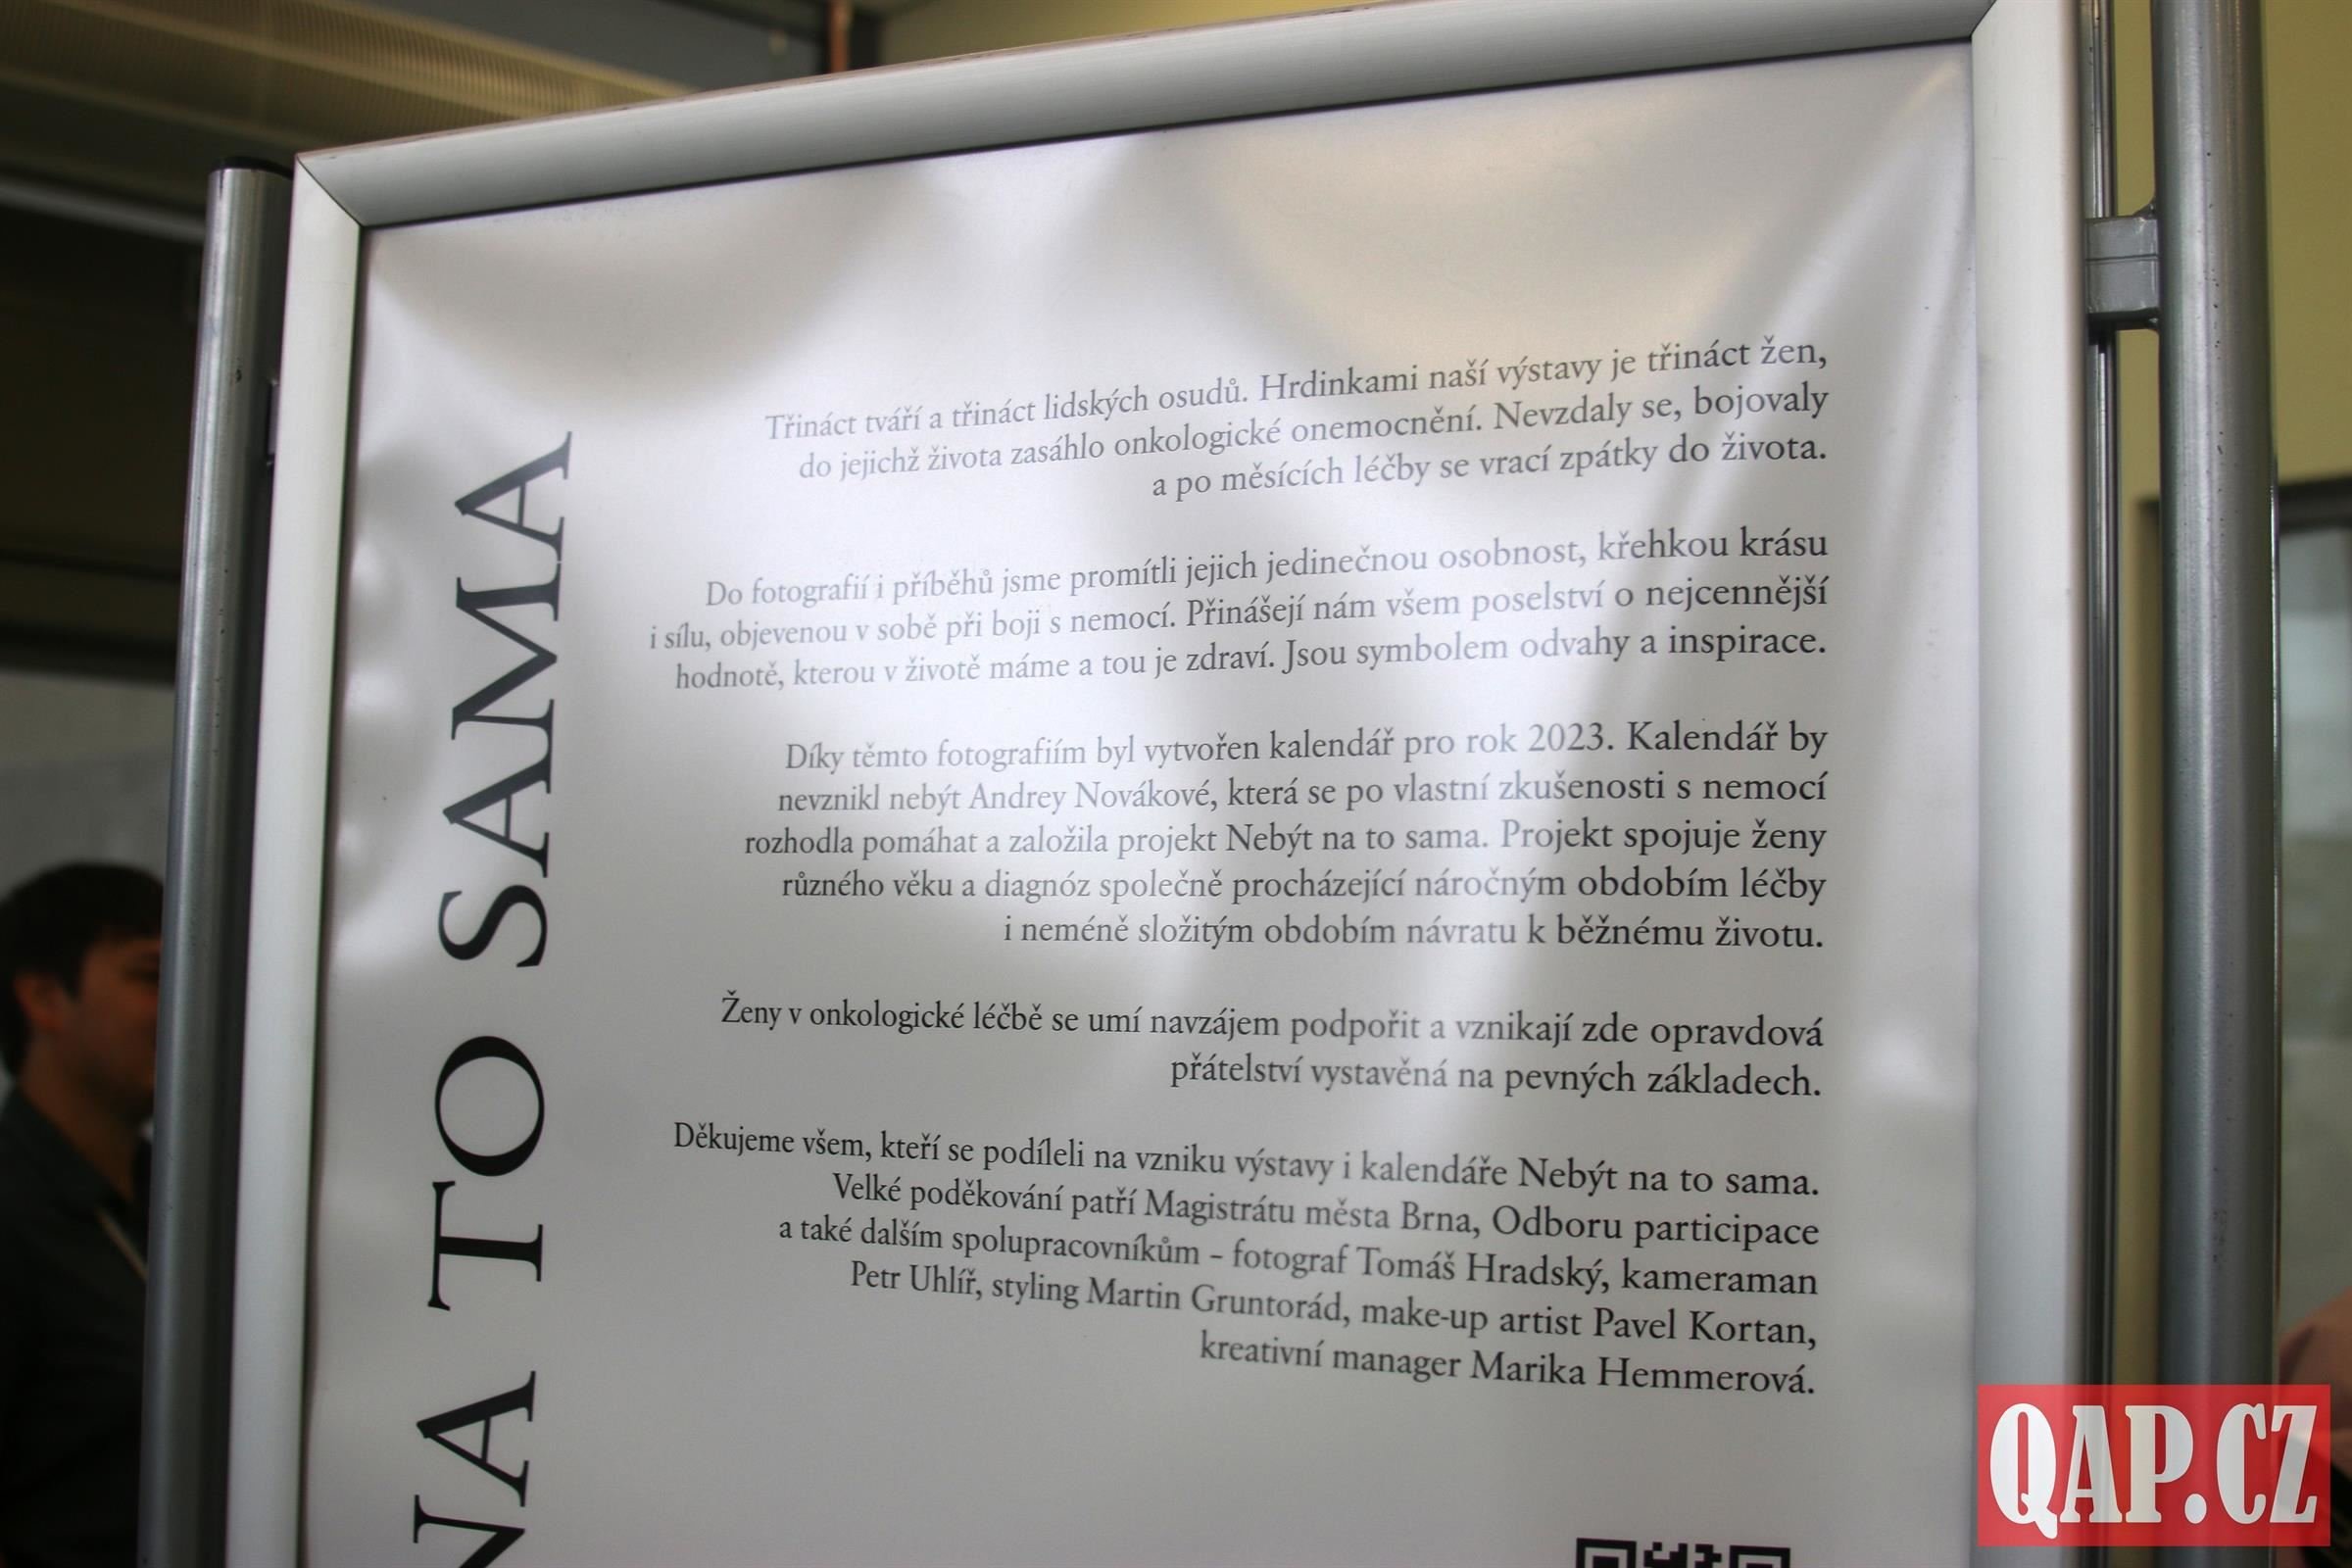 NA TO SAMA
Třináct tváří a třináct lidských osudů. Hrdinkami naší výstavy je třináct žen,
do jejichž života zasáhlo onkologické onemocnění. Nevzdaly se, bojovaly
a po měsících léčby se vrací zpátky do života.
Do fotografií i příběhů jsme promítli jejich jedinečnou osobnost, křehkou krásu
i sílu, objevenou v sobě při boji s nemocí. Přinášejí nám všem poselství o nejcennější
hodnotě, kterou v životě máme a tou je zdraví. Jsou symbolem odvahy a inspirace.
Díky těmto fotografiím byl vytvořen kalendář pro rok 2023. Kalendář by
nevznikl nebýt Andrey Novákové, která se po vlastní zkušenosti s nemocí
rozhodla pomáhat a založila projekt Nebýt na to sama. Projekt spojuje ženy
různého věku a diagnóz společně procházející náročným obdobím léčby
i neméně složitým obdobím návratu k běžnému životu.
Ženy v onkologické léčbě se umí navzájem podpořit a vznikají zde opravdová
přátelství vystavěná na pevných základech.
Děkujeme všem, kteří se podíleli na vzniku výstavy i kalendáře Nebýt na to sama.
Velké poděkování patří Magistrátu města Brna, Odboru participace
a také dalším spolupracovníkům – fotograf Tomáš Hradský, kameraman
Petr Uhlíř, styling Martin Gruntorád, make-up artist Pavel Kortan,
kreativní manager Marika Hemmerová.
QAP.CZ